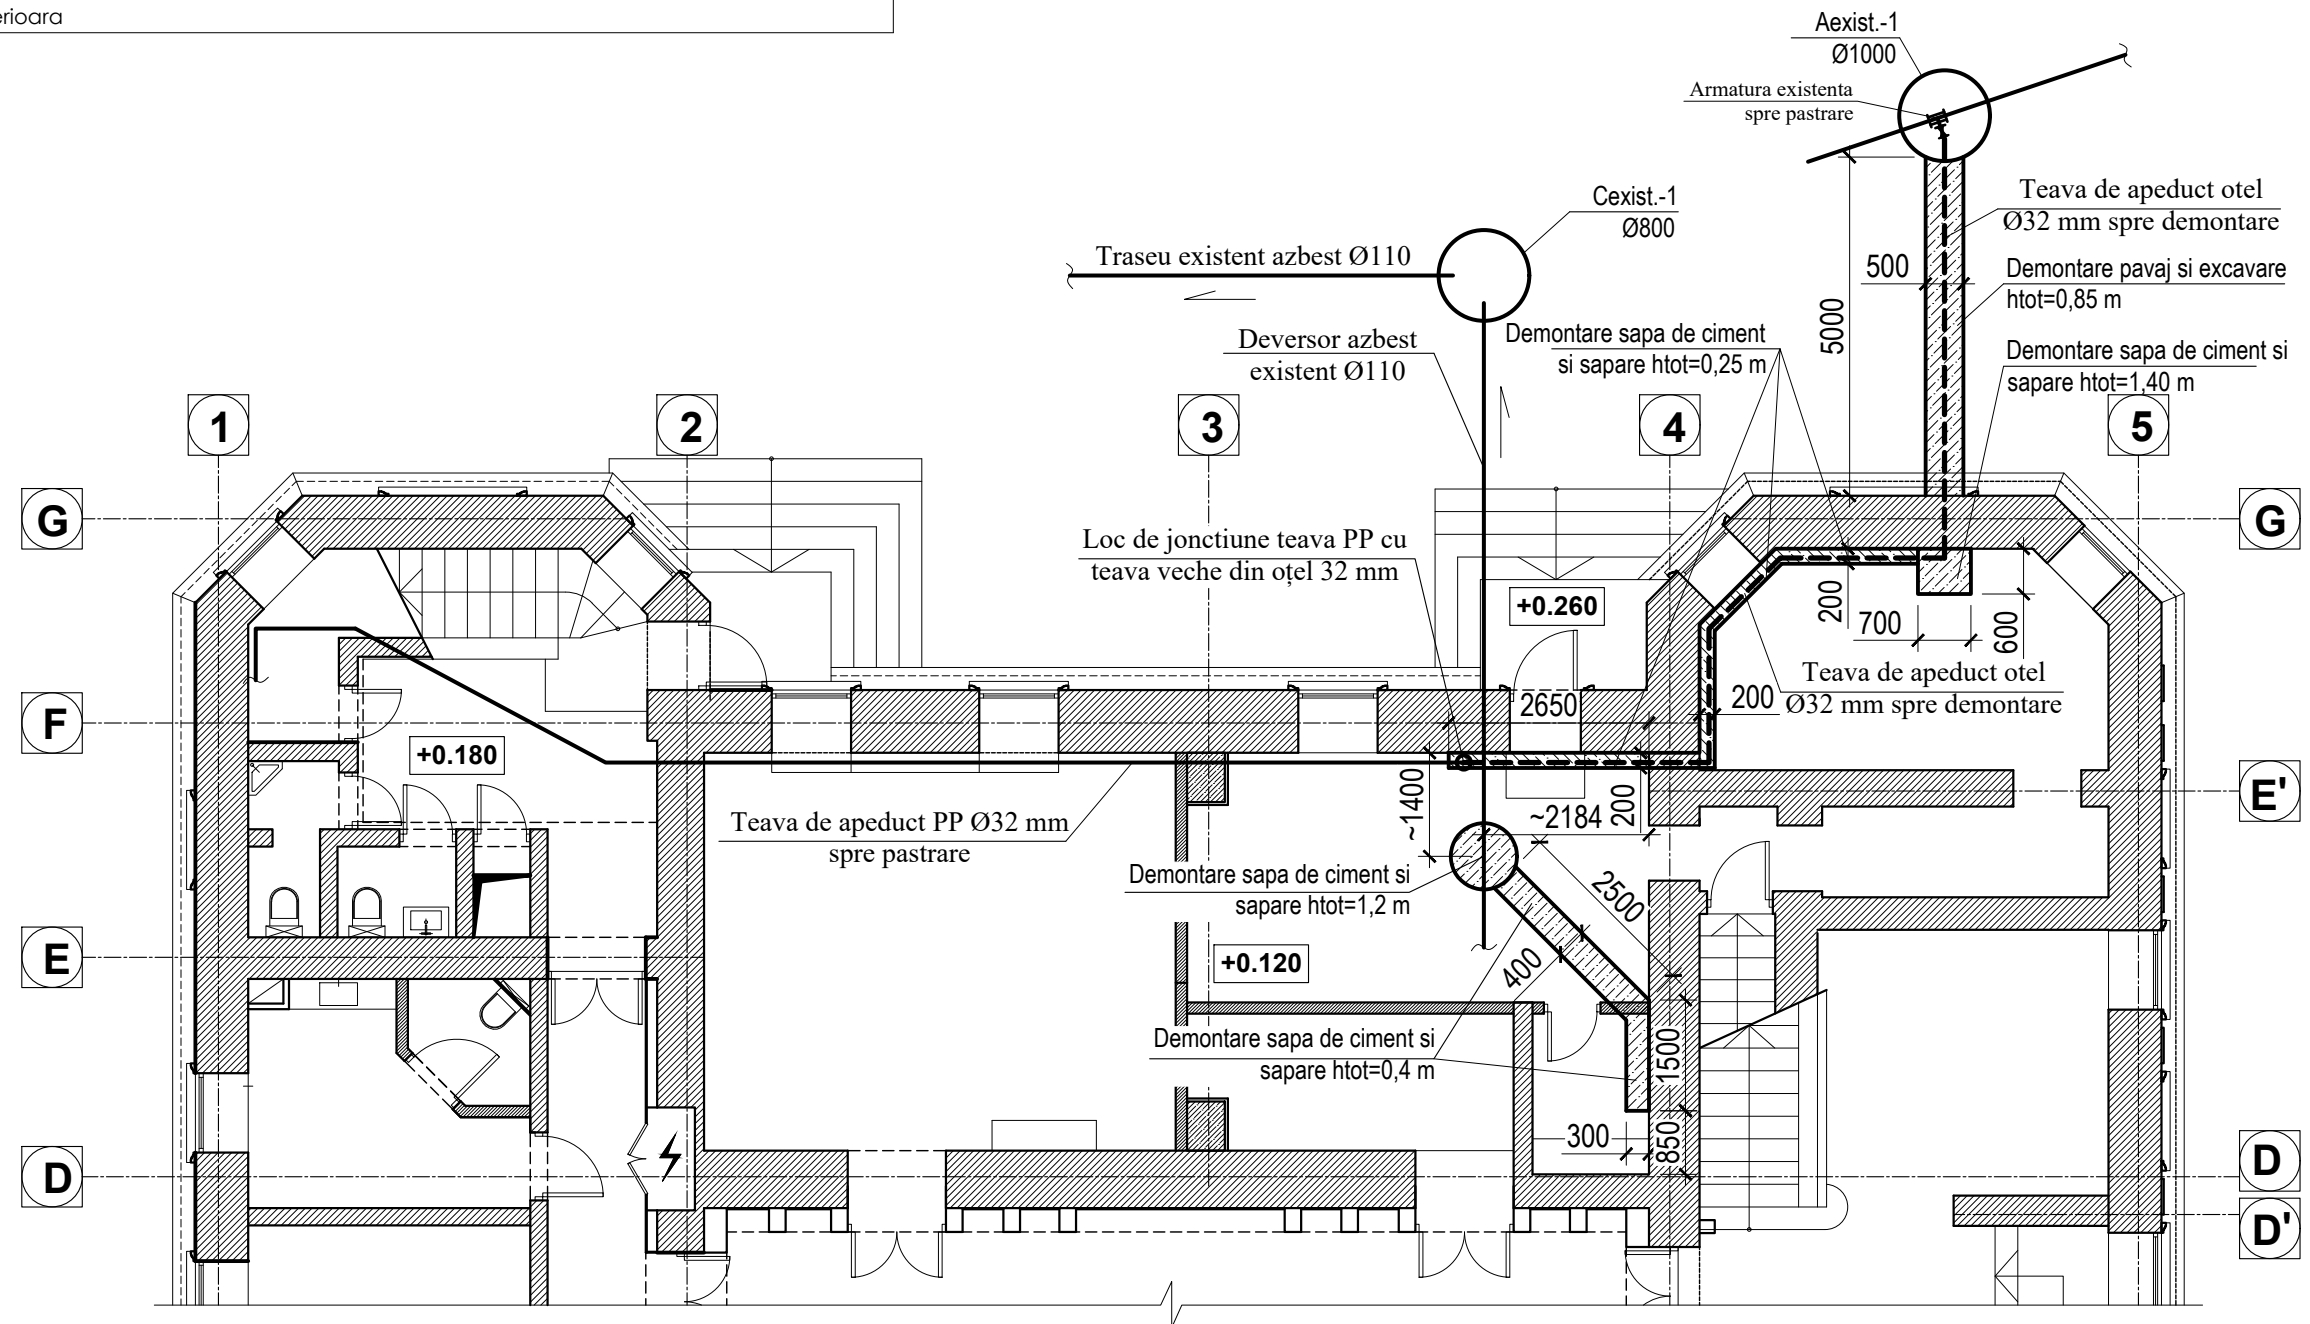 erioara
Aexist.-1
Ø1000
Armatura existenta
spre pastrare
Cexist.-1
Ø800
Teava de apeduct otel
Ø32 mm spre demontare
Traseu existent azbest Ø110
500
Demontare pavaj si excavare
htot=0,85 m
5000
Deversor azbest
existent Ø110
Demontare sapa de ciment
si sapare htot=0,25 m
Demontare sapa de ciment si
sapare htot=1,40 m
1
2
3
4
5
G
G
Loc de jonctiune teava PP cu
teava veche din oțel 32 mm
+0.260
200
700
600
Teava de apeduct otel
Ø32 mm spre demontare
200
2650
F
+0.180
E'
~1400
~2184
200
Teava de apeduct PP Ø32 mm
spre pastrare
Demontare sapa de ciment si
sapare htot=1,2 m
2500
400
E
+0.120
Demontare sapa de ciment si
sapare htot=0,4 m
1500
300
850
D
D
D'